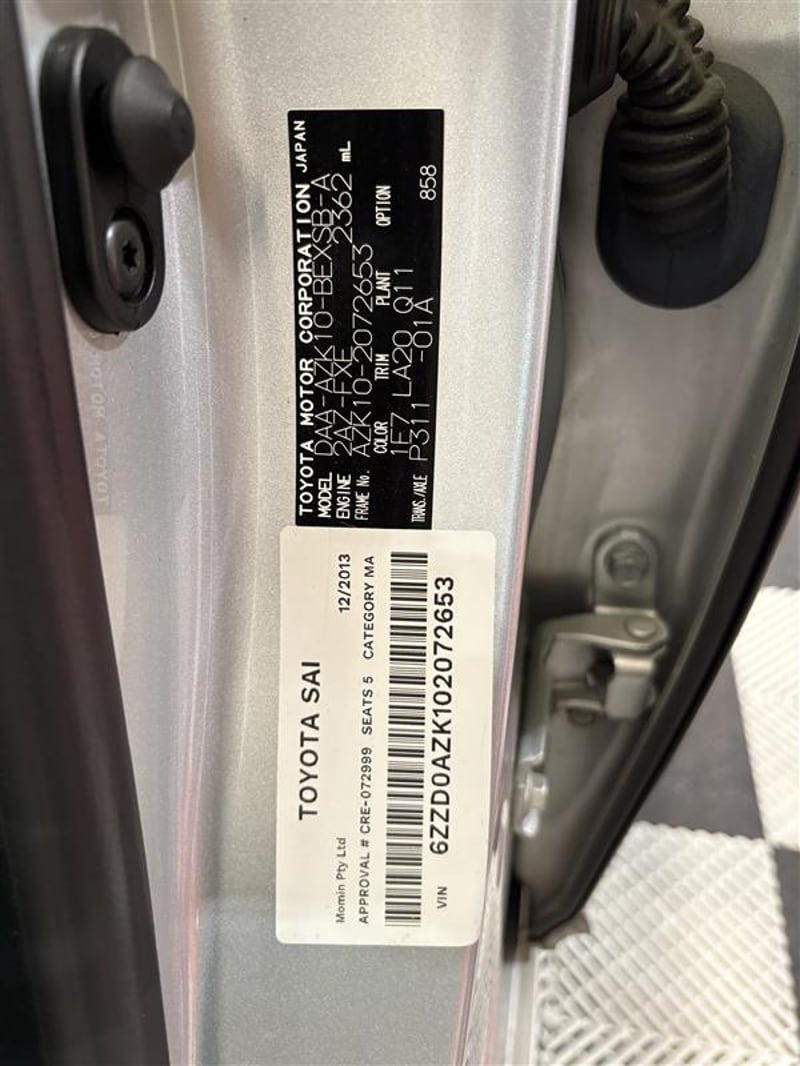 TOYOTA MOTOR CORPORATION JAPAN
MODEL DAA-AZK10-BEXSB-A
ENGINE 2AZ-FXE 2362 mL
FRAME No. AZK10-2072653
COLOR TRIM PLANT OPTION
1F7 LA20 Q11
TRANS./AXLE P311 -01A 858
TOYOTA SAI
Momin Pty Ltd 12/2013
APPROVAL # CRE-072999 SEATS 5 CATEGORY MA
VIN 6ZZD0AZK102072653